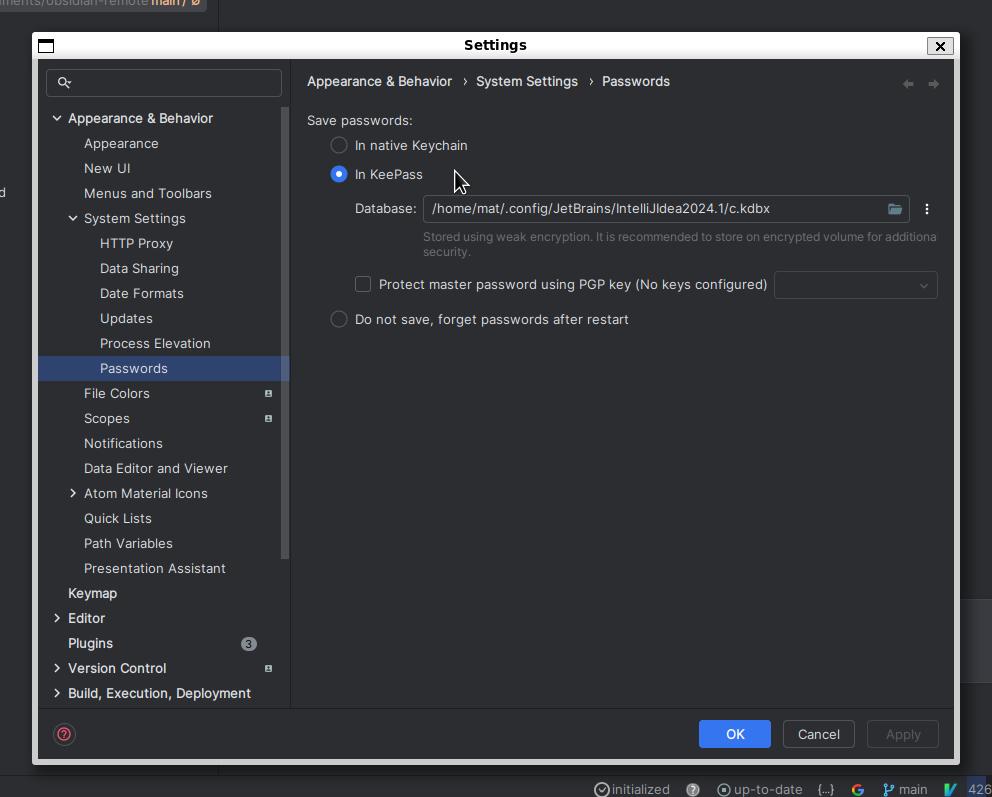 ments/obsidian-remote main / Ø
Settings
Appearance & Behavior
Appearance
New UI
Menus and Toolbars
System Settings
HTTP Proxy
Data Sharing
Date Formats
Updates
Process Elevation
Passwords
File Colors
Scopes
Notifications
Data Editor and Viewer
Atom Material Icons
Quick Lists
Path Variables
Presentation Assistant
Keymap
Editor
Plugins 3
Version Control
Build, Execution, Deployment
Appearance & Behavior › System Settings › Passwords
Save passwords:
In native Keychain
In KeePass
Database: /home/mat/.config/JetBrains/IntelliJIdea2024.1/c.kdbx
Stored using weak encryption. It is recommended to store on encrypted volume for additiona
security.
Protect master password using PGP key (No keys configured)
Do not save, forget passwords after restart
? OK Cancel Apply
d
initialized ? up-to-date {...} G main V 426